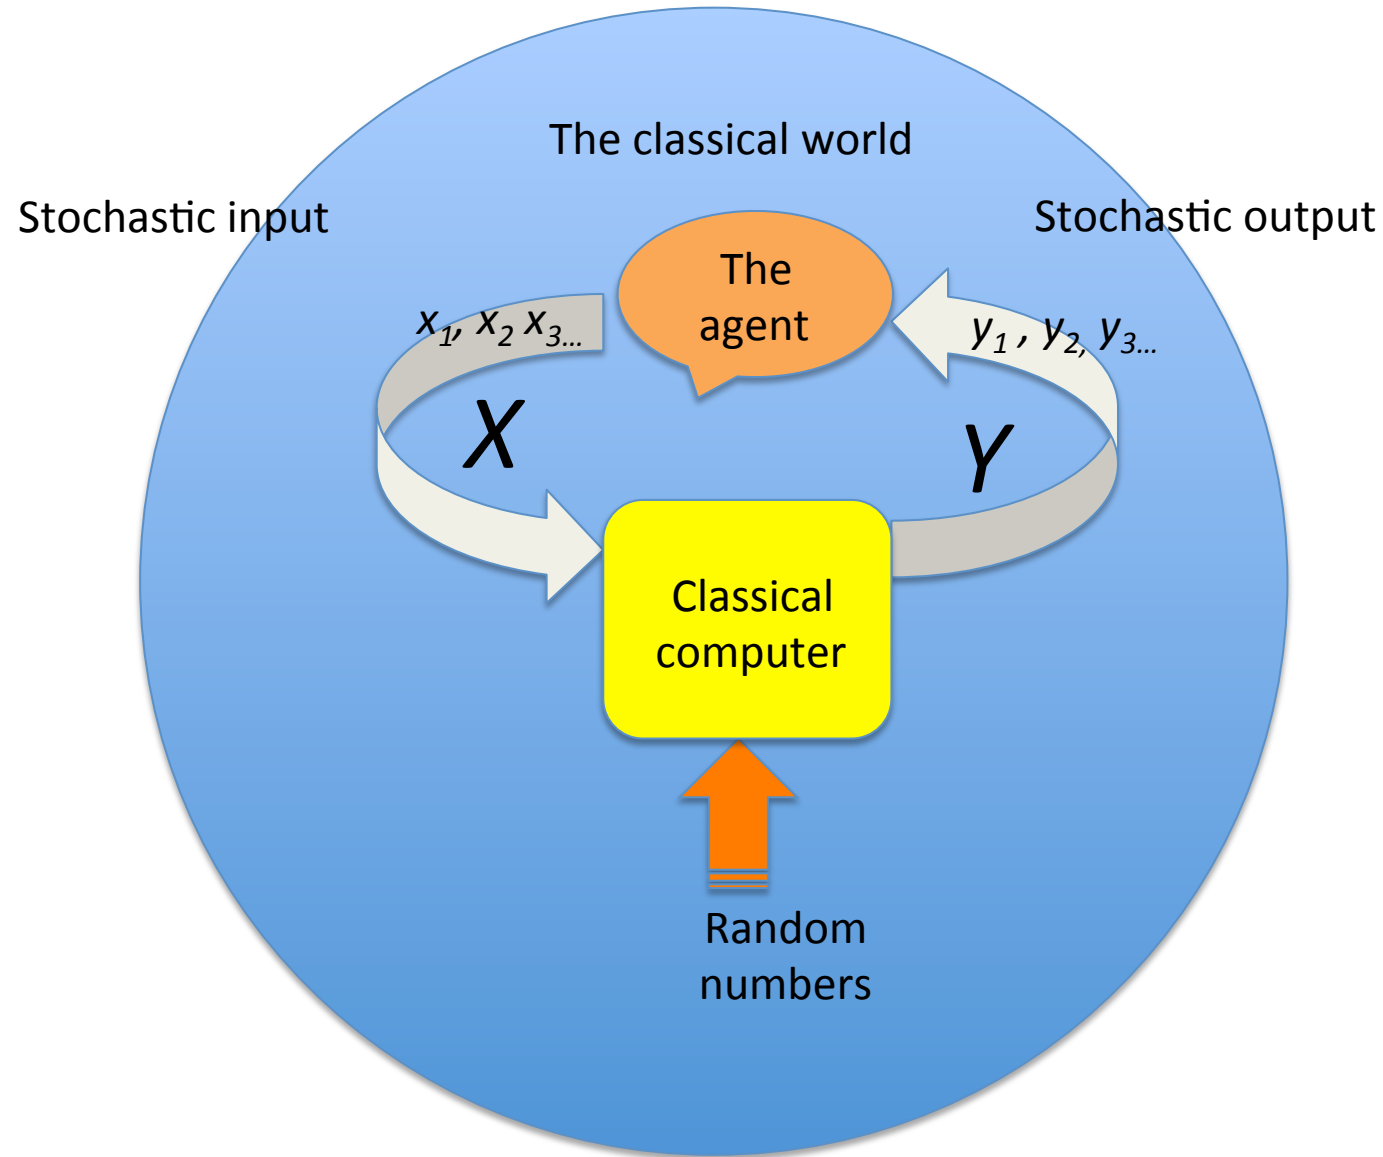 The classical world
Stochastic input
Stochastic output
The
agent
x1, x2 x3...
y1 , y2, y3...
X
Y
Classical
computer
Random
numbers